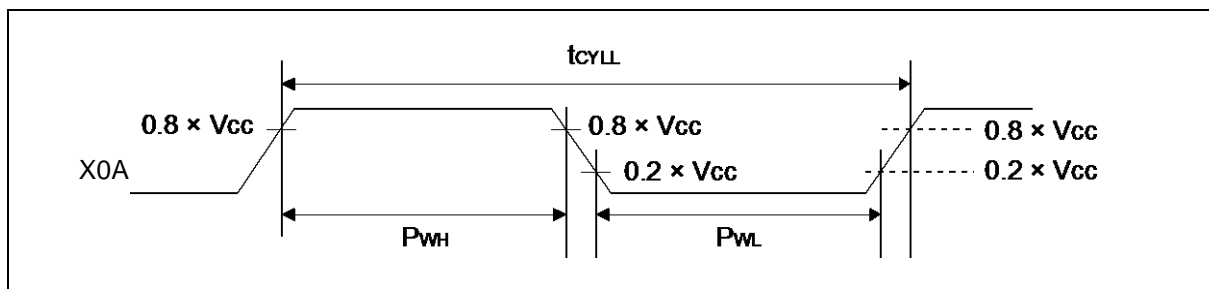 tCYLL
0.8 × VCC
0.8 × VCC
0.8 × VCC
X0A
0.2 × VCC
0.2 × VCC
PWH
PWL